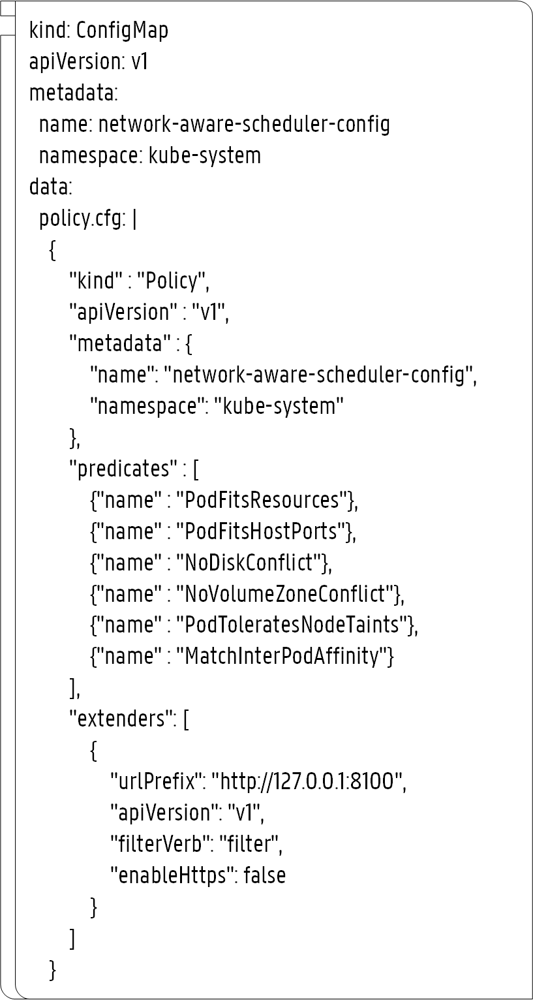 kind: ConfigMap
apiVersion: v1
metadata:
  name: network-aware-scheduler-config
  namespace: kube-system
data:
  policy.cfg: |
    {
        "kind" : "Policy",
        "apiVersion" : "v1",
        "metadata" : {
            "name": "network-aware-scheduler-config",
            "namespace": "kube-system"
        },
        "predicates" : [
            {"name" : "PodFitsResources"},
            {"name" : "PodFitsHostPorts"},
            {"name" : "NoDiskConflict"},
            {"name" : "NoVolumeZoneConflict"},
            {"name" : "PodToleratesNodeTaints"},
            {"name" : "MatchInterPodAffinity"}
        ],
        "extenders": [
            {
                "urlPrefix": "http://127.0.0.1:8100",
                "apiVersion": "v1",
                "filterVerb": "filter",
                "enableHttps": false
            }
        ]
    }